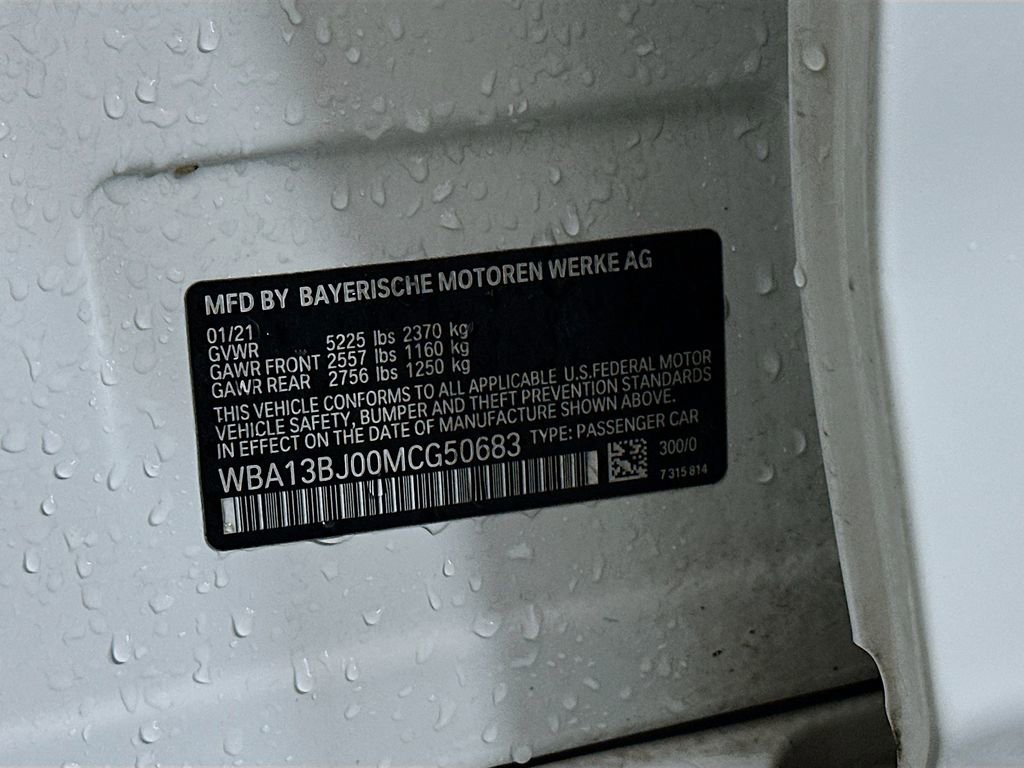 MFD BY BAYERISCHE MOTOREN WERKE AG
01/21
GVWR 5225 lbs 2370 kg
GAWR FRONT 2557 lbs 1160 kg
GAWR REAR 2756 lbs 1250 kg
THIS VEHICLE CONFORMS TO ALL APPLICABLE U.S.FEDERAL MOTOR
VEHICLE SAFETY, BUMPER AND THEFT PREVENTION STANDARDS
IN EFFECT ON THE DATE OF MANUFACTURE SHOWN ABOVE.
WBA13BJ00MCG50683 TYPE: PASSENGER CAR
300/0
7 315 814